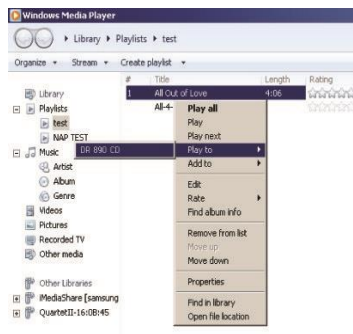 Windows Media Player
Library ▸ Playlists ▸ test
Organize Stream Create playlist
# Title Length Rating
1 All Out of Love 4:06
All-4-
Library
Playlists
test
NAP TEST
Music
Artist
Album
Genre
Videos
Pictures
Recorded TV
Other media
Other Libraries
iMediaShare [samsung
QuartetII-16:0B:45
Play all
Play
Play next
Play to
DR 890 CD
Add to
Edit
Rate
Find album info
Remove from list
Move up
Move down
Properties
Find in library
Open file location